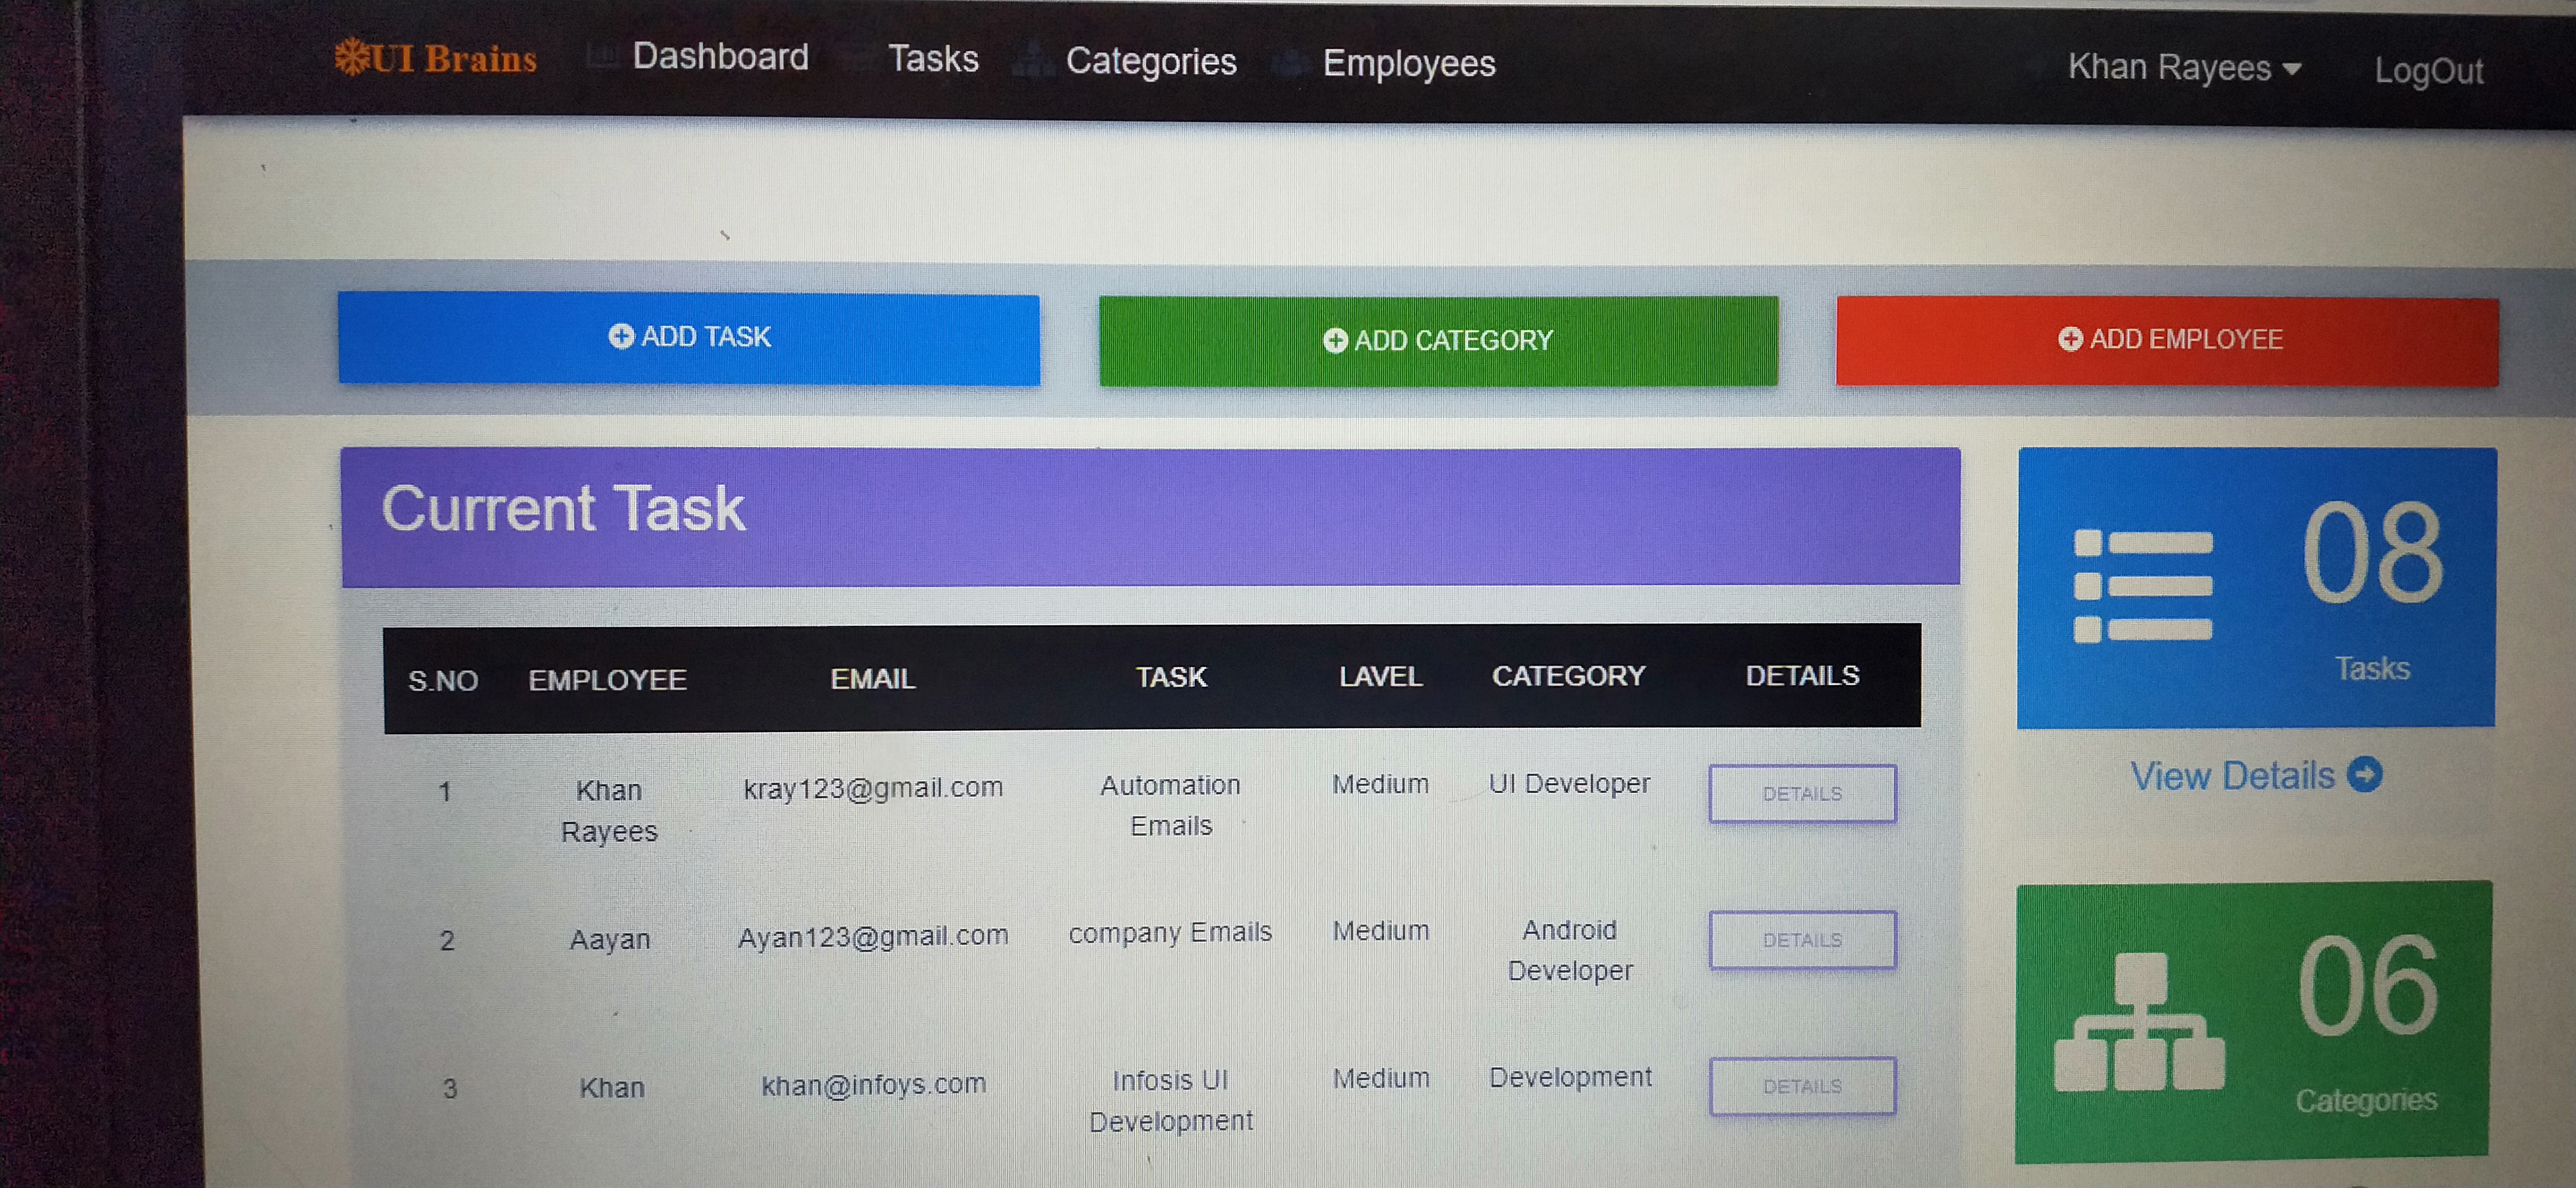 UI Brains Dashboard Tasks Categories Employees Khan Rayees LogOut
ADD TASK ADD CATEGORY ADD EMPLOYEE
Current Task
08
Tasks
View Details
S.NO EMPLOYEE EMAIL TASK LAVEL CATEGORY DETAILS
1 Khan kray123@gmail.com Automation Medium UI Developer DETAILS
Rayees Emails
2 Aayan Ayan123@gmail.com company Emails Medium Android DETAILS
Developer
3 Khan khan@infoys.com Infosis UI Medium Development DETAILS
Development
06
Categories